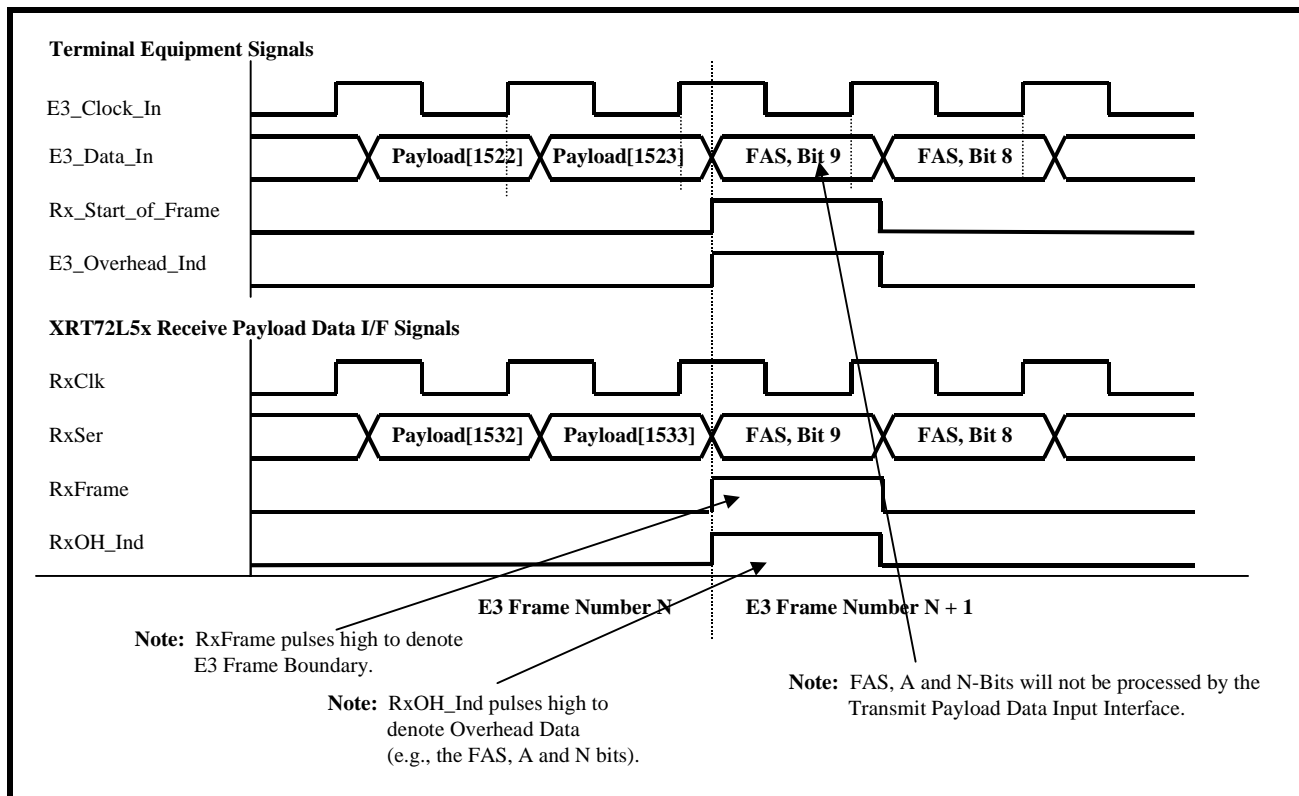 Terminal Equipment Signals
E3_Clock_In
E3_Data_In
Payload[1522]
Payload[1523]
FAS, Bit 9
FAS, Bit 8
Rx_Start_of_Frame
E3_Overhead_Ind
XRT72L5x Receive Payload Data I/F Signals
RxClk
RxSer
Payload[1532]
Payload[1533]
FAS, Bit 9
FAS, Bit 8
RxFrame
RxOH_Ind
E3 Frame Number N
E3 Frame Number N + 1
Note: RxFrame pulses high to denote
E3 Frame Boundary.
Note: RxOH_Ind pulses high to
denote Overhead Data
(e.g., the FAS, A and N bits).
Note: FAS, A and N-Bits will not be processed by the
Transmit Payload Data Input Interface.